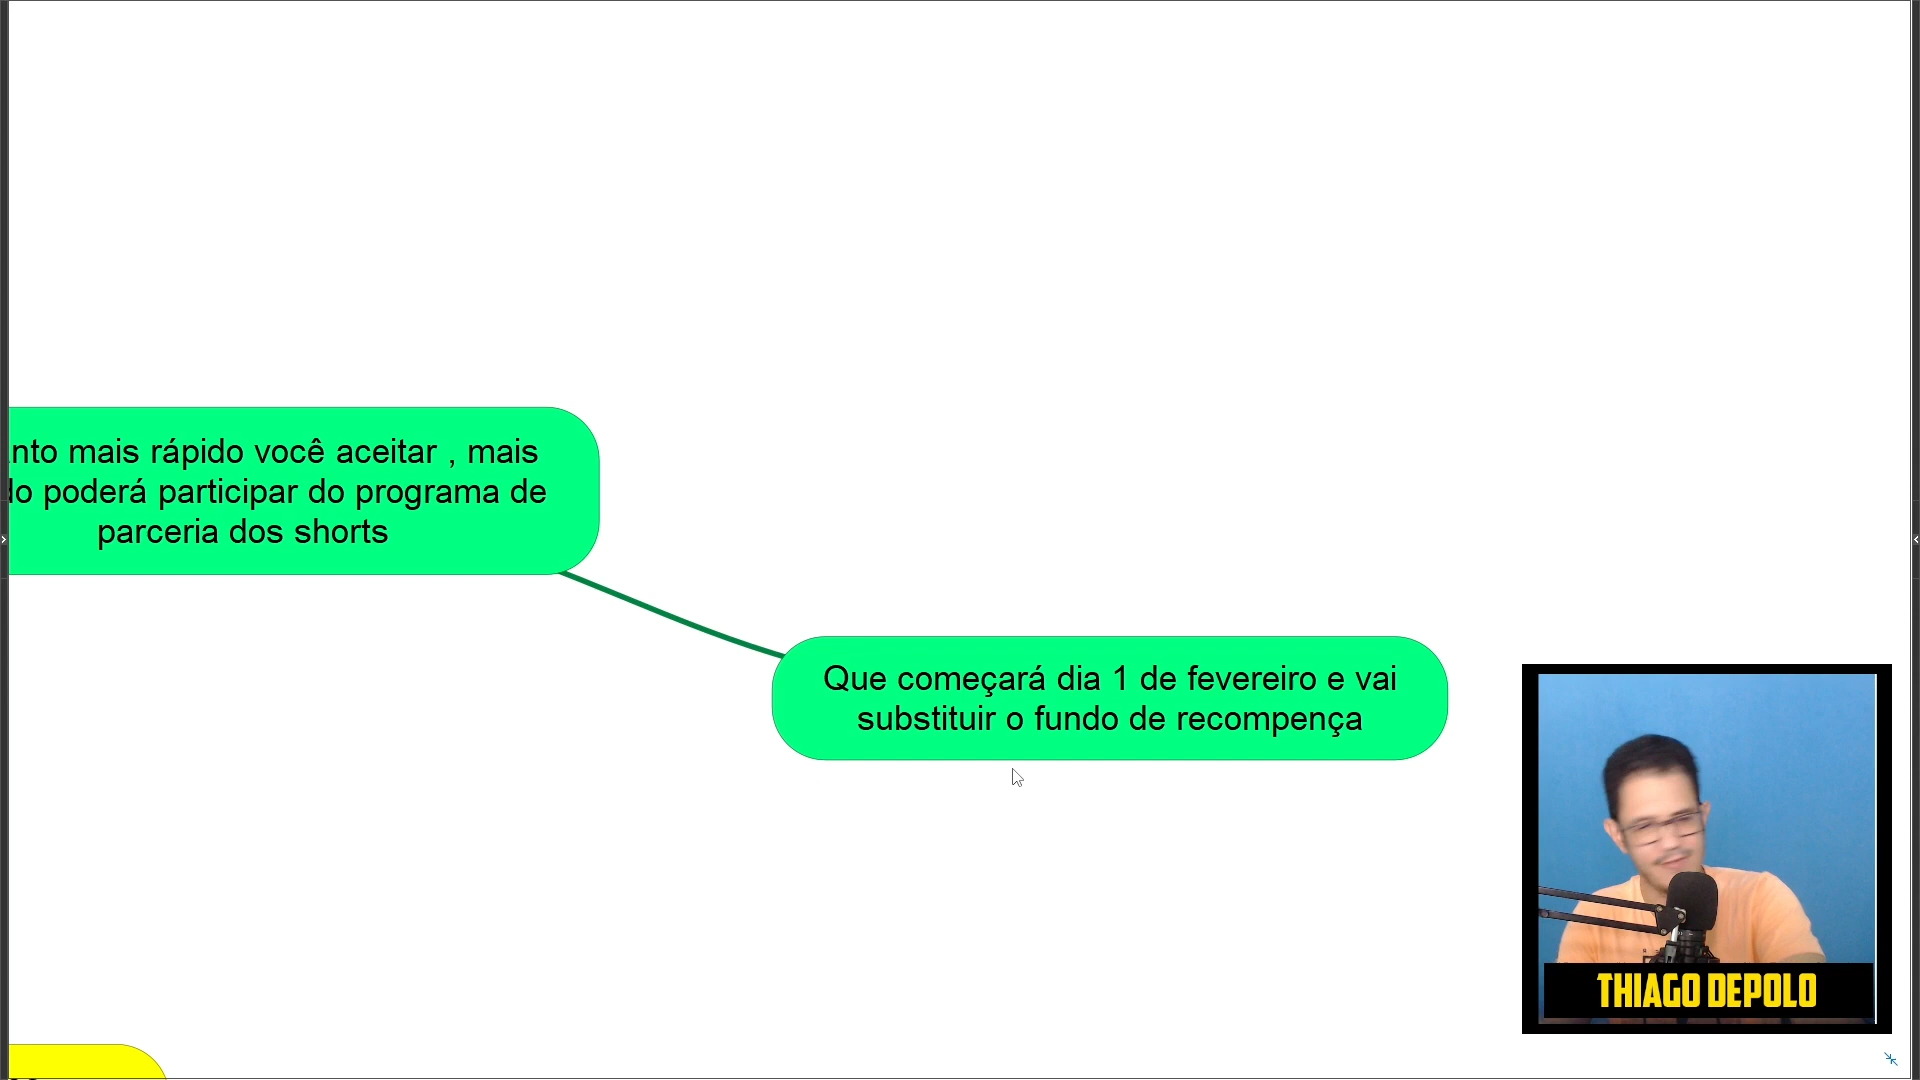 nto mais rápido você aceitar , mais
o poderá participar do programa de
parceria dos shorts
Que começará dia 1 de fevereiro e vai
substituir o fundo de recompença
THIAGO DEPOLO